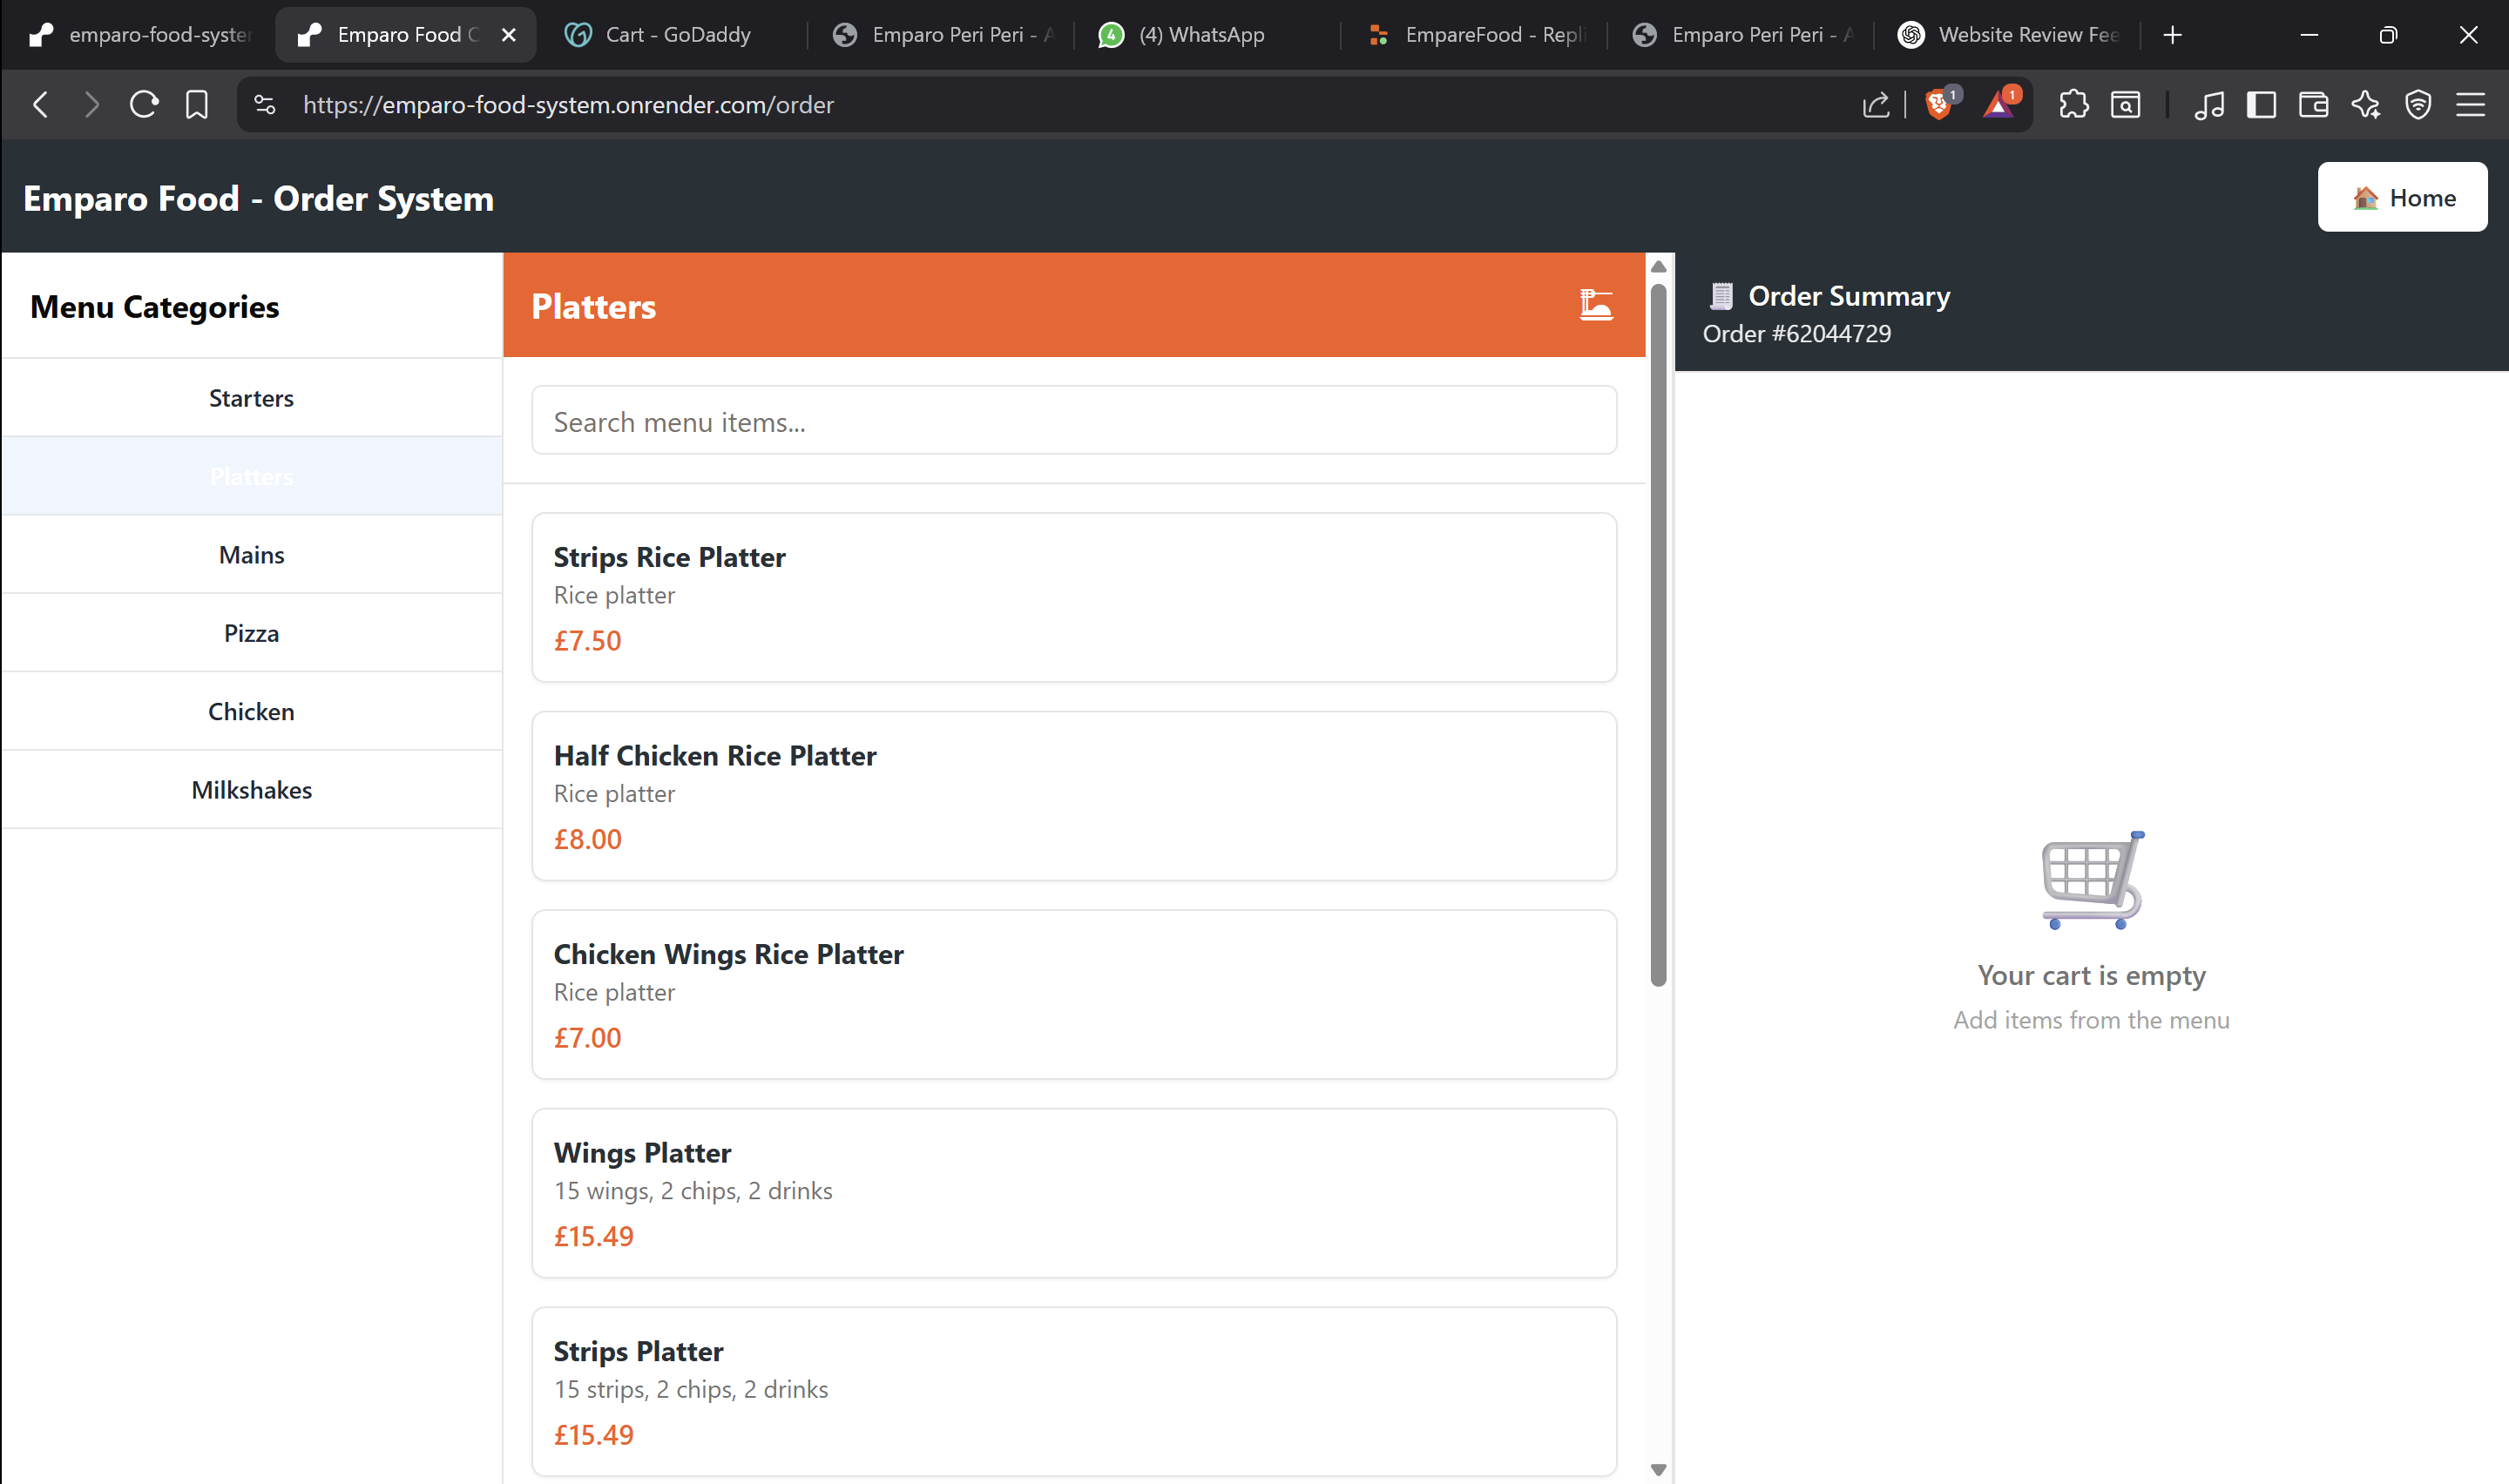 emparo-food-syste
Emparo Food
Cart - GoDaddy
Emparo Peri Peri - A
4
(4) WhatsApp
EmpareFood - Repli
Emparo Peri Peri - A
Website Review Fee
https://emparo-food-system.onrender.com/order
1
1
Emparo Food - Order System
Home
Menu Categories
Starters
Platters
Mains
Pizza
Chicken
Milkshakes
Platters
Search menu items...
Strips Rice Platter
Rice platter
£7.50
Half Chicken Rice Platter
Rice platter
£8.00
Chicken Wings Rice Platter
Rice platter
£7.00
Wings Platter
15 wings, 2 chips, 2 drinks
£15.49
Strips Platter
15 strips, 2 chips, 2 drinks
£15.49
Order Summary
Order #62044729
Your cart is empty
Add items from the menu